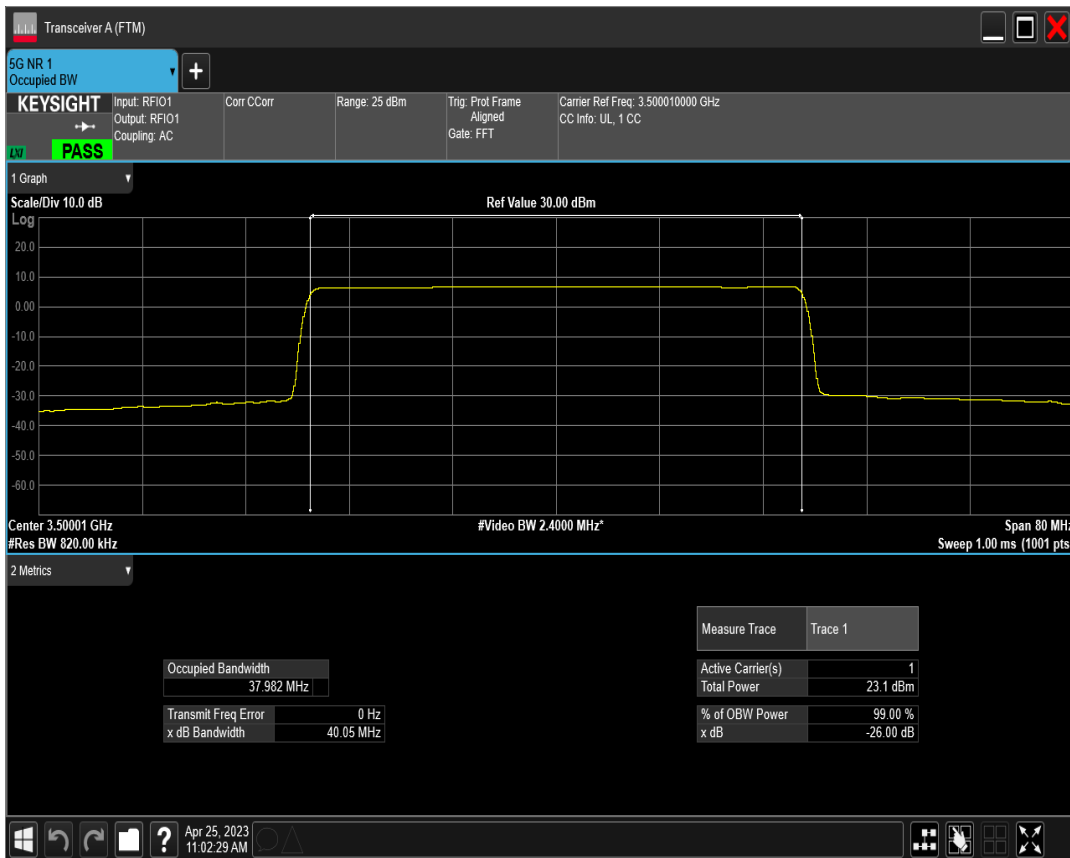 Transceiver A (FTM)
5G NR 1
Occupied BW
+
KEYSIGHT
LXI
PASS
Input: RFIO1
Output: RFIO1
Coupling: AC
Corr CCorr
Range: 25 dBm
Trig: Prot Frame
Aligned
Gate: FFT
Carrier Ref Freq: 3.500010000 GHz
CC Info: UL, 1 CC
1 Graph
Scale/Div 10.0 dB
Ref Value 30.00 dBm
Log
20.0
10.0
0.00
-10.0
-20.0
-30.0
-40.0
-50.0
-60.0
Center 3.50001 GHz
#Video BW 2.4000 MHz*
Span 80 MHz
#Res BW 820.00 kHz
Sweep 1.00 ms (1001 pts
2 Metrics
Measure Trace Trace 1
Occupied Bandwidth
37.982 MHz
Active Carrier(s) 1
Total Power 23.1 dBm
Transmit Freq Error 0 Hz
x dB Bandwidth 40.05 MHz
% of OBW Power 99.00 %
x dB -26.00 dB
?
Apr 25, 2023
11:02:29 AM